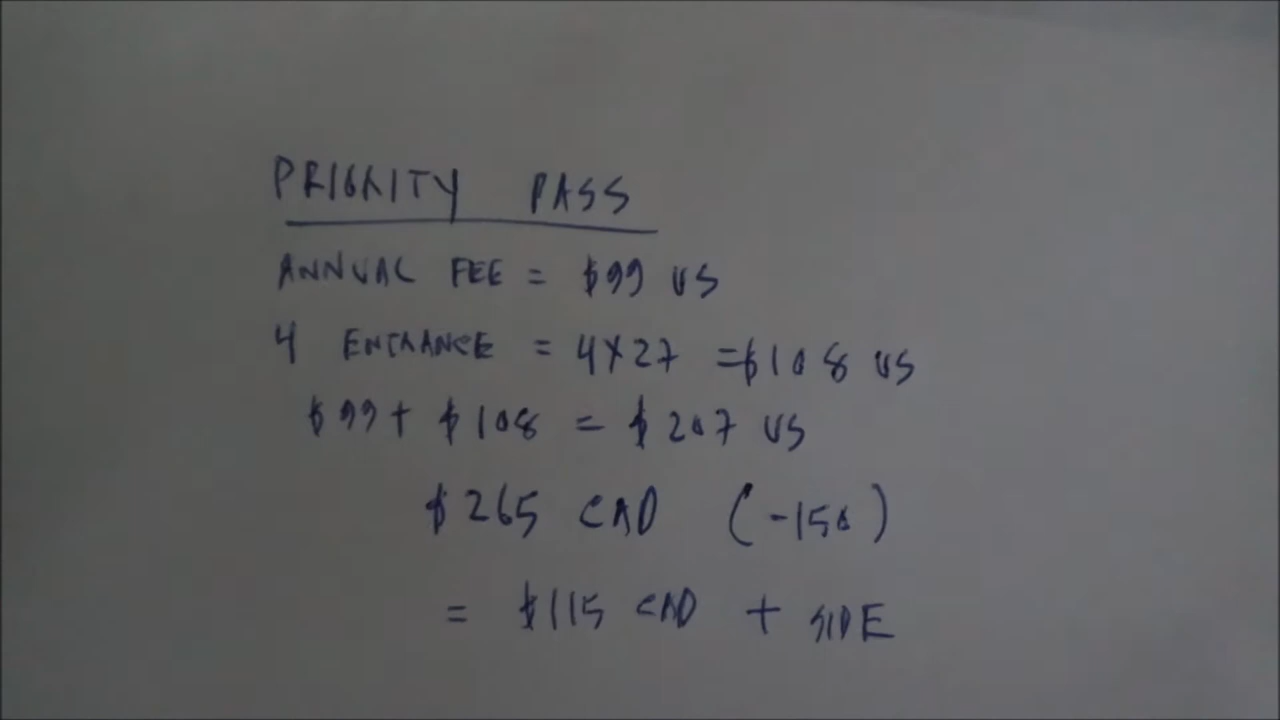 PRIORITY PASS
ANNUAL FEE = $99 US
4 ENTRANCE = 4X27 =$108 US
$99+ $108 = $207 US
$265 CAD (-150)
= $115 CAD + SIDE